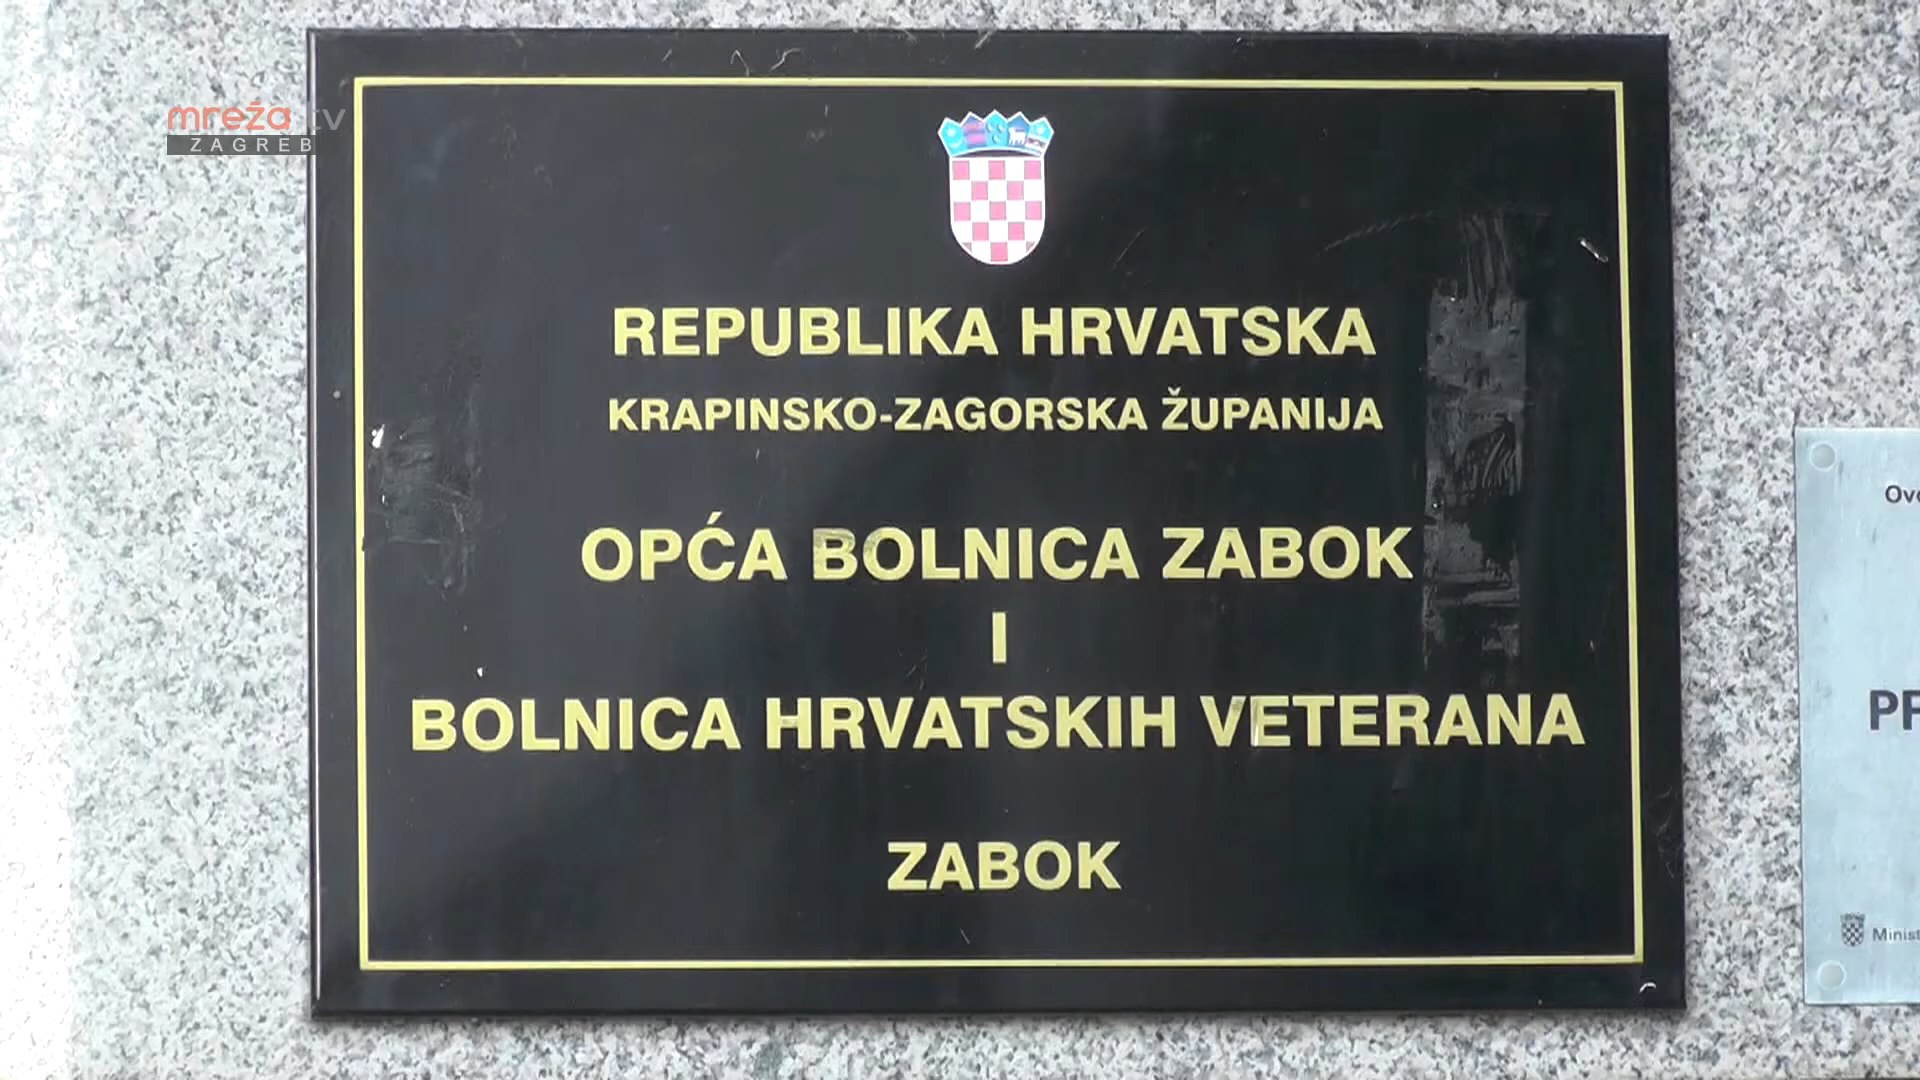 mreža tv
ZAGREB
REPUBLIKA HRVATSKA
KRAPINSKO-ZAGORSKA ŽUPANIJA
OPĆA BOLNICA ZABOK
I
BOLNICA HRVATSKIH VETERANA
ZABOK